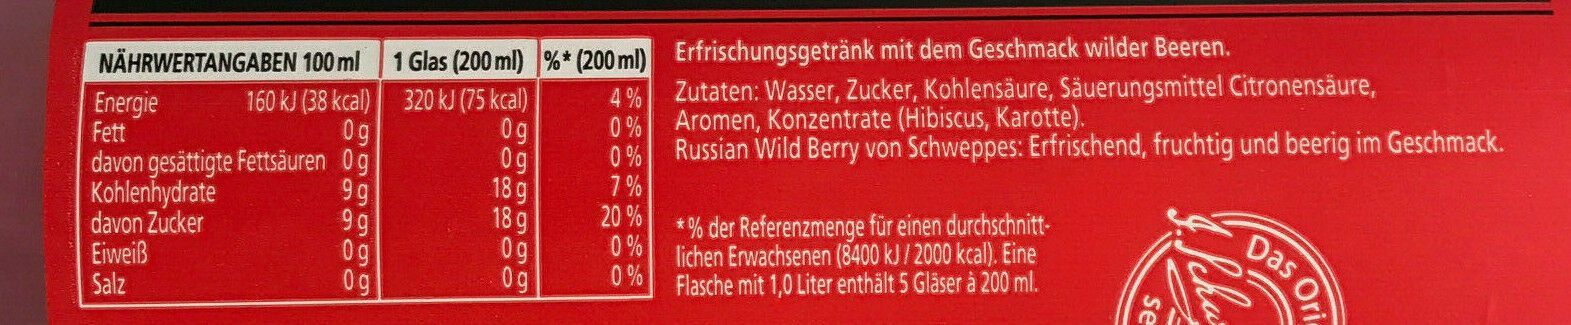 NÄHRWERTANGABEN 100 ml 1 Glas (200 ml) %* (200 ml)
Energie 160 kJ (38 kcal) 320 kJ (75 kcal) 4 %
Fett 0 g 0 g 0 %
davon gesättigte Fettsäuren 0 g 0 g 0 %
Kohlenhydrate 9 g 18 g 7 %
davon Zucker 9 g 18 g 20 %
Eiweiß 0 g 0 g 0 %
Salz 0 g 0 g 0 %
Erfrischungsgetränk mit dem Geschmack wilder Beeren.
Zutaten: Wasser, Zucker, Kohlensäure, Säuerungsmittel Citronensäure,
Aromen, Konzentrate (Hibiscus, Karotte).
Russian Wild Berry von Schweppes: Erfrischend, fruchtig und beerig im Geschmack.
*% der Referenzmenge für einen durchschnitt-
lichen Erwachsenen (8400 kJ / 2000 kcal). Eine
Flasche mit 1,0 Liter enthält 5 Gläser à 200 ml.
Das Ori